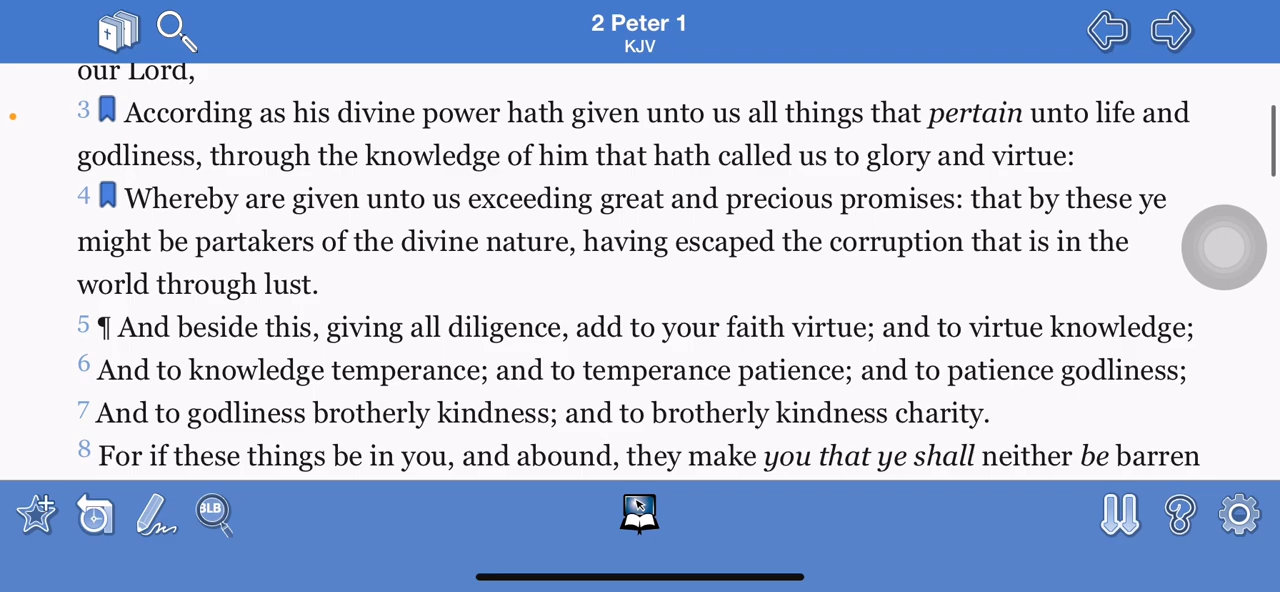 2 Peter 1
KJV
our Lord,
3 According as his divine power hath given unto us all things that pertain unto life and
godliness, through the knowledge of him that hath called us to glory and virtue:
4 Whereby are given unto us exceeding great and precious promises: that by these ye
might be partakers of the divine nature, having escaped the corruption that is in the
world through lust.
5 ¶ And beside this, giving all diligence, add to your faith virtue; and to virtue knowledge;
6 And to knowledge temperance; and to temperance patience; and to patience godliness;
7 And to godliness brotherly kindness; and to brotherly kindness charity.
8 For if these things be in you, and abound, they make you that ye shall neither be barren
BLB